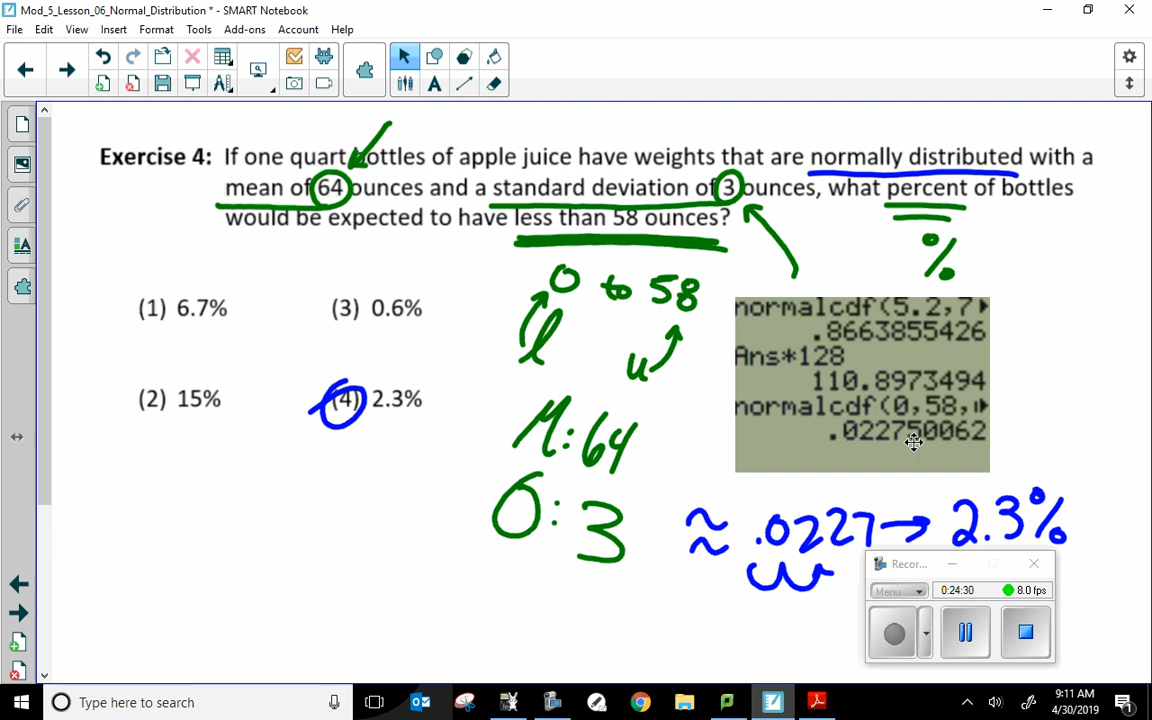 Mod_5_Lesson_06_Normal_Distribution * - SMART Notebook
File Edit View Insert Format Tools Add-ons Account Help
Exercise 4: If one quart bottles of apple juice have weights that are normally distributed with a
mean of 64 ounces and a standard deviation of 3 ounces, what percent of bottles
would be expected to have less than 58 ounces?
%
0 to 58
l
u
(1) 6.7%
(3) 0.6%
(2) 15%
(4) 2.3%
μ: 64
σ: 3
normalcdf(5.2,7
.8663855426
Ans*128
110.8973494
normalcdf(0,58,
.022750062
≈ .0227 → 2.3%
Recor...
Menu
0:24:30
8.0 fps
Type here to search
9:11 AM
4/30/2019
1